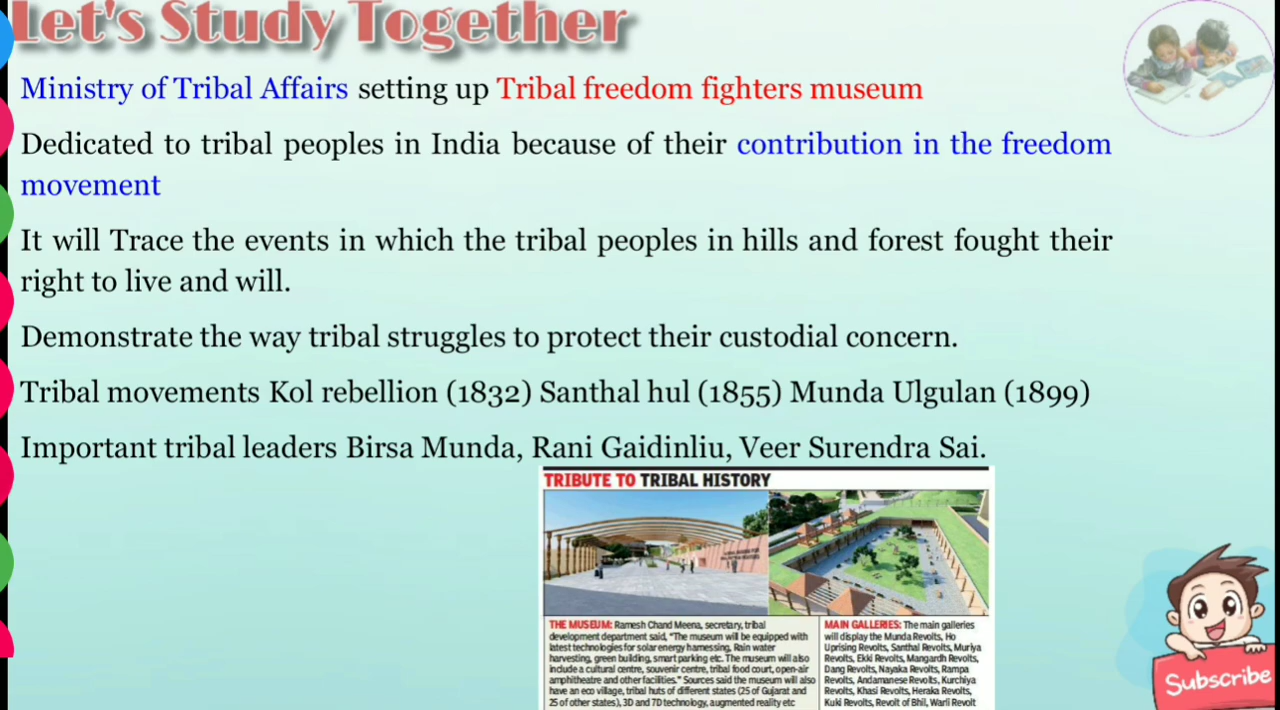 Let's Study Together
Ministry of Tribal Affairs setting up Tribal freedom fighters museum
Dedicated to tribal peoples in India because of their contribution in the freedom
movement
It will Trace the events in which the tribal peoples in hills and forest fought their
right to live and will.
Demonstrate the way tribal struggles to protect their custodial concern.
Tribal movements Kol rebellion (1832) Santhal hul (1855) Munda Ulgulan (1899)
Important tribal leaders Birsa Munda, Rani Gaidinliu, Veer Surendra Sai.
TRIBUTE TO TRIBAL HISTORY
THE MUSEUM: Ramesh Chand Meena, secretary, tribal
development department said, "The museum will be equipped with
latest technologies for solar energy harnessing, Rain water
harvesting, green building, smart parking etc. The museum will also
include a cultural centre, souvenir centre, tribal food court, open-air
amphitheatre and other facilities." Sources said the museum will also
have an eco village, tribal huts of different states (25 of Gujarat and
25 of other states), 3D and 7D technology, augmented reality etc
MAIN GALLERIES: The main galleries
will display the Munda Revolts, Ho
Uprising Revolts, Santhal Revolts, Muriya
Revolts, Ekki Revolts, Mangardh Revolts,
Dang Revolts, Nayaka Revolts, Rampa
Revolts, Andamanese Revolts, Kurchiya
Revolts, Khasi Revolts, Heraka Revolts,
Kuki Revolts, Revolt of Bhil, Warli Revolt
Subscribe